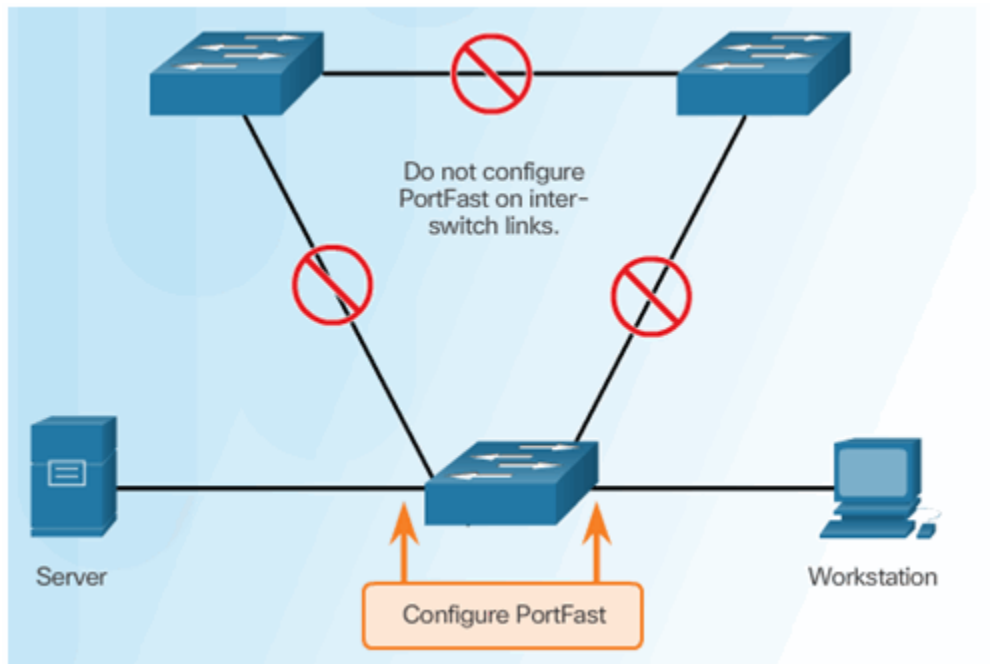 Do not configure
PortFast on inter-
switch links.
Server
Workstation
Configure PortFast